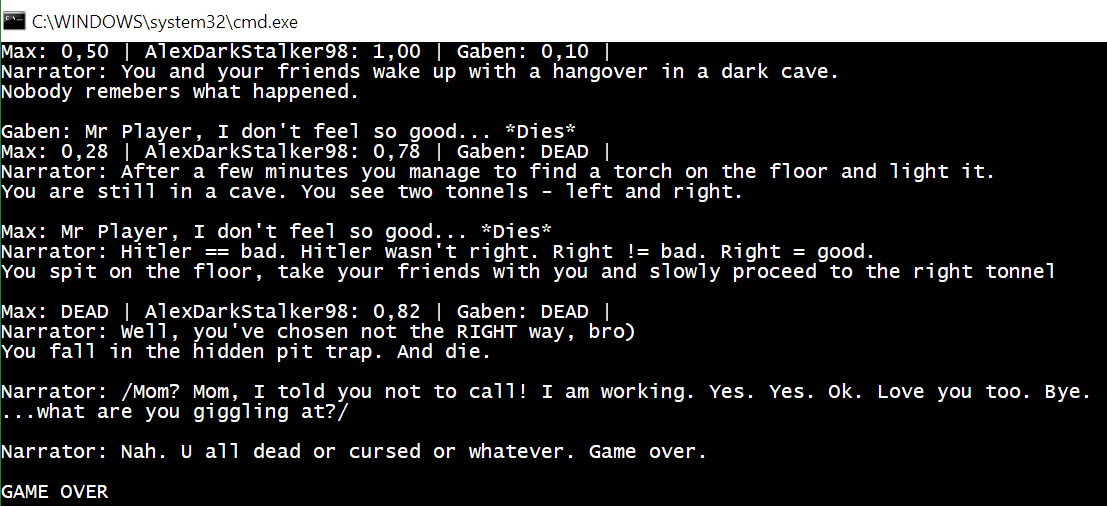 C:\WINDOWS\system32\cmd.exe
Max: 0,50 | AlexDarkStalker98: 1,00 | Gaben: 0,10 |
Narrator: You and your friends wake up with a hangover in a dark cave.
Nobody remebers what happened.
Gaben: Mr Player, I don't feel so good... *Dies*
Max: 0,28 | AlexDarkStalker98: 0,78 | Gaben: DEAD |
Narrator: After a few minutes you manage to find a torch on the floor and light it.
You are still in a cave. You see two tonnels - left and right.
Max: Mr Player, I don't feel so good... *Dies*
Narrator: Hitler == bad. Hitler wasn't right. Right != bad. Right = good.
You spit on the floor, take your friends with you and slowly proceed to the right tonnel
Max: DEAD | AlexDarkStalker98: 0,82 | Gaben: DEAD |
Narrator: Well, you've chosen not the RIGHT way, bro)
You fall in the hidden pit trap. And die.
Narrator: /Mom? Mom, I told you not to call! I am working. Yes. Yes. Ok. Love you too. Bye.
...what are you giggling at?/
Narrator: Nah. U all dead or cursed or whatever. Game over.
GAME OVER